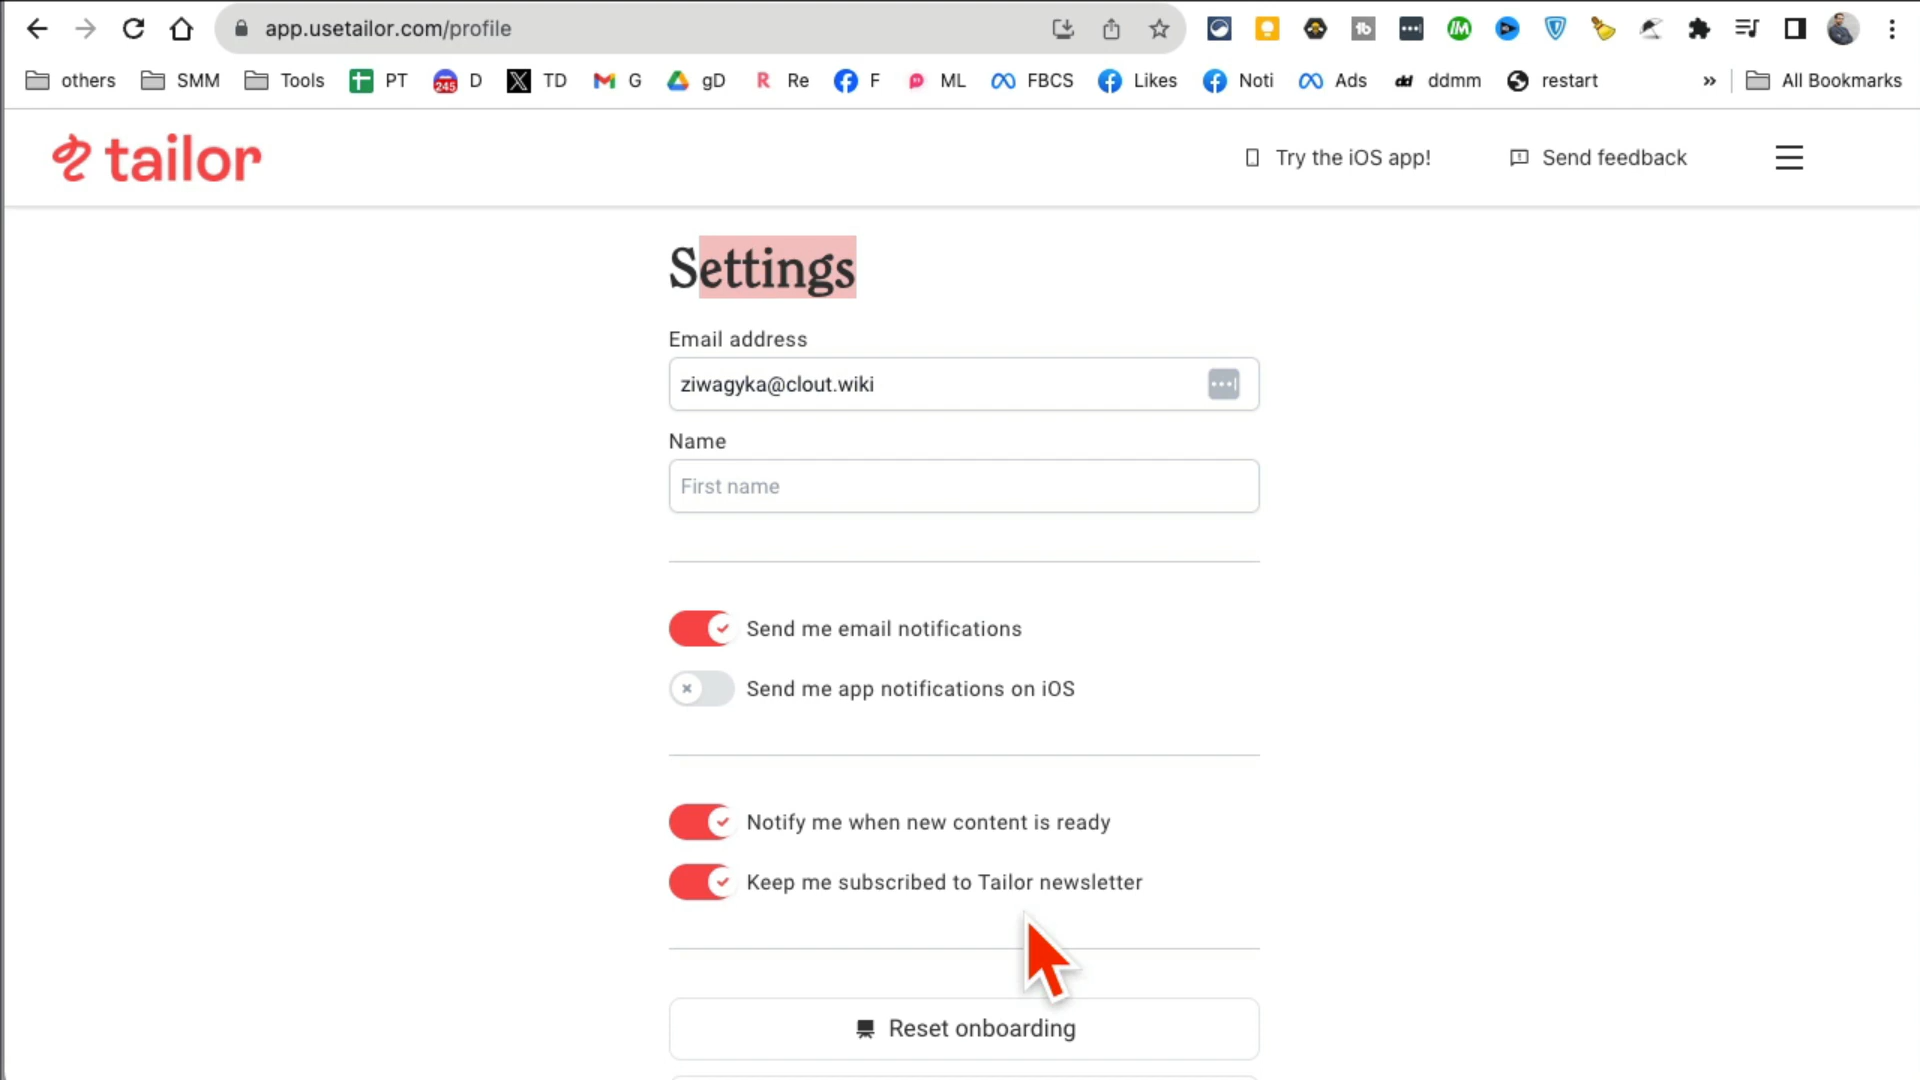 app.usetailor.com/profile
others SMM Tools PT 245 D TD G gD Re F ML FBCS Likes Noti Ads ddmm restart » All Bookmarks
tailor
Try the iOS app! Send feedback
Settings
Email address
ziwagyka@clout.wiki
Name
First name
Send me email notifications
Send me app notifications on iOS
Notify me when new content is ready
Keep me subscribed to Tailor newsletter
Reset onboarding